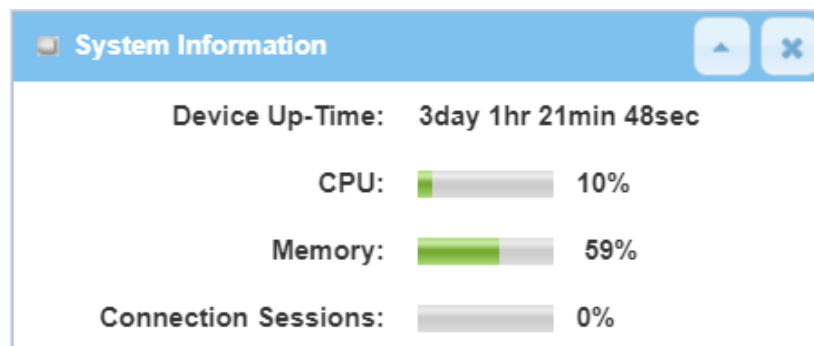 System Information
Device Up-Time: 3day 1hr 21min 48sec
CPU: 10%
Memory: 59%
Connection Sessions: 0%